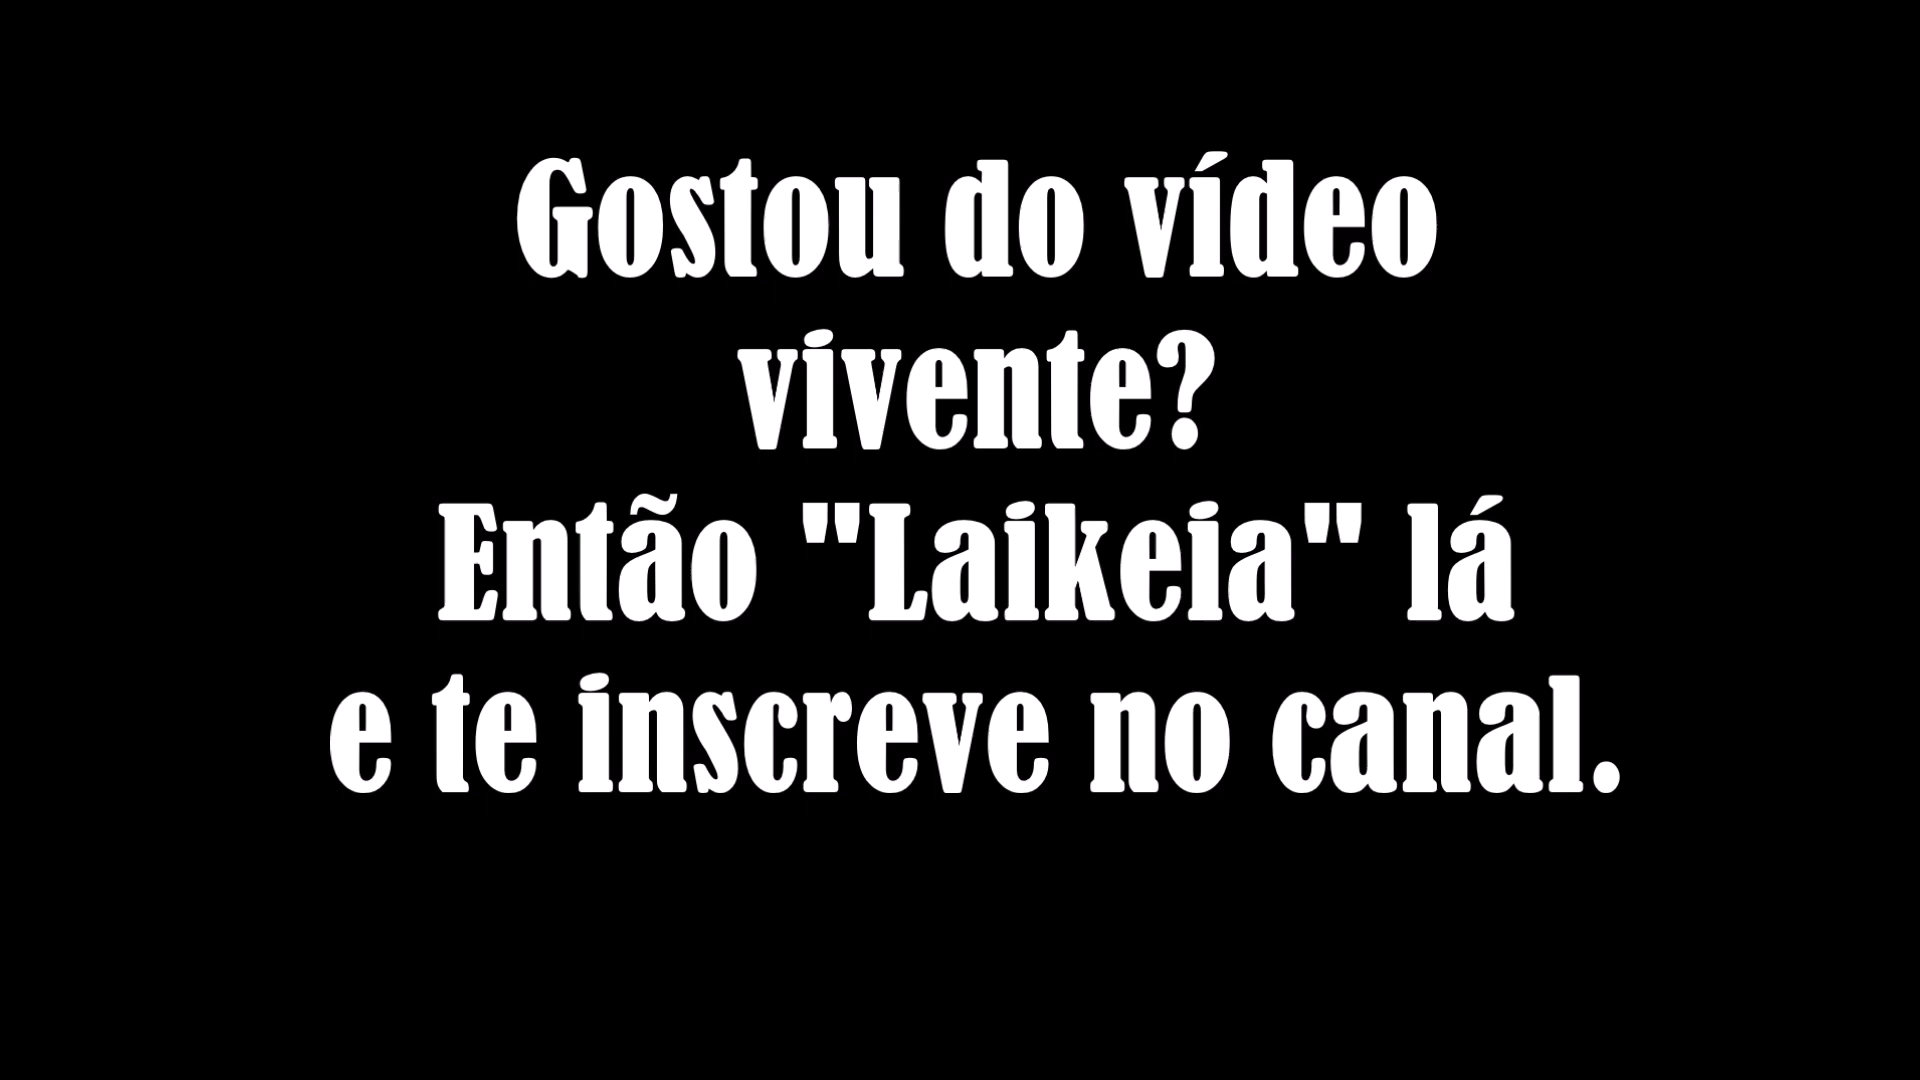 Gostou do vídeo
vivente?
Então "Laikeia" lá
e te inscreve no canal.